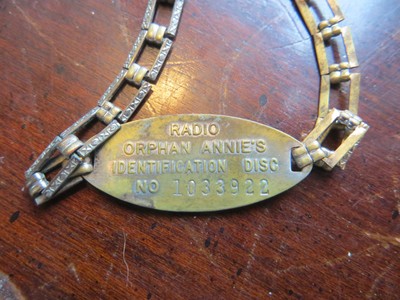 RADIO
ORPHAN ANNIE'S
IDENTIFICATION DISC
NO 1033922